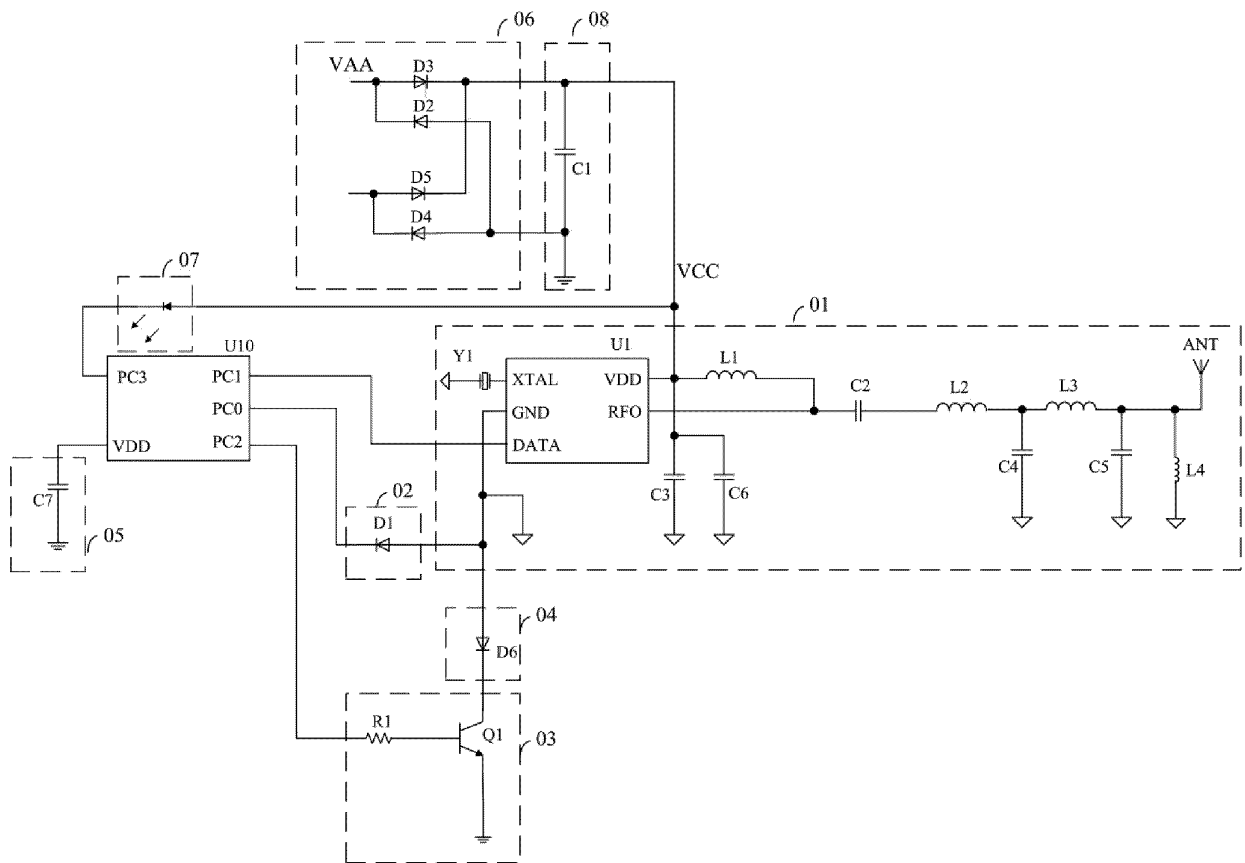 06
08
VAA
D3
D2
C1
D5
D4
07
VCC
01
U10
Y1
U1
L1
ANT
PC3
PC1
XTAL
VDD
C2
L2
L3
PC0
GND
RFO
PC2
VDD
DATA
C7
05
02
D1
C3
C6
C4
C5
L4
04
D6
R1
Q1
03